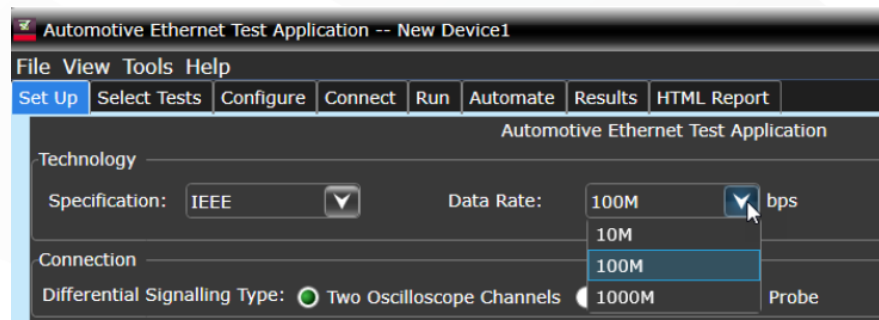 Automotive Ethernet Test Application -- New Device1
File View Tools Help
Set Up Select Tests Configure Connect Run Automate Results HTML Report
Automotive Ethernet Test Application
Technology
Specification: IEEE Data Rate: 100M bps
10M
Connection
100M
Differential Signalling Type: Two Oscilloscope Channels 1000M Probe